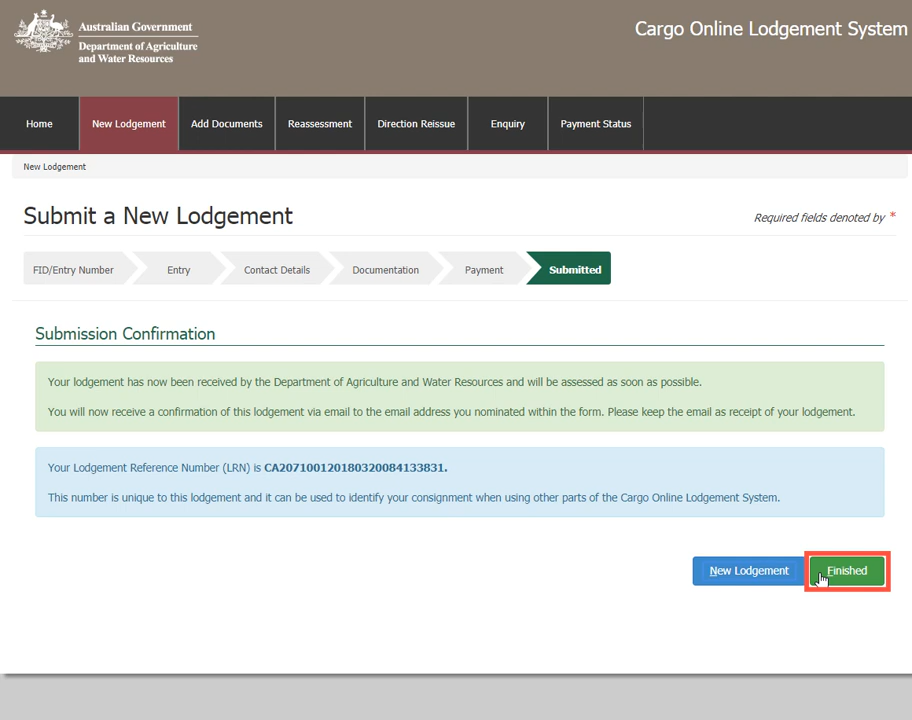 Australian Government
Department of Agriculture
and Water Resources
Cargo Online Lodgement System
Home
New Lodgement
Add Documents
Reassessment
Direction Reissue
Enquiry
Payment Status
New Lodgement
Submit a New Lodgement
Required fields denoted by *
FID/Entry Number
Entry
Contact Details
Documentation
Payment
Submitted
Submission Confirmation
Your lodgement has now been received by the Department of Agriculture and Water Resources and will be assessed as soon as possible.
You will now receive a confirmation of this lodgement via email to the email address you nominated within the form. Please keep the email as receipt of your lodgement.
Your Lodgement Reference Number (LRN) is CA207100120180320084133831.
This number is unique to this lodgement and it can be used to identify your consignment when using other parts of the Cargo Online Lodgement System.
New Lodgement
Finished